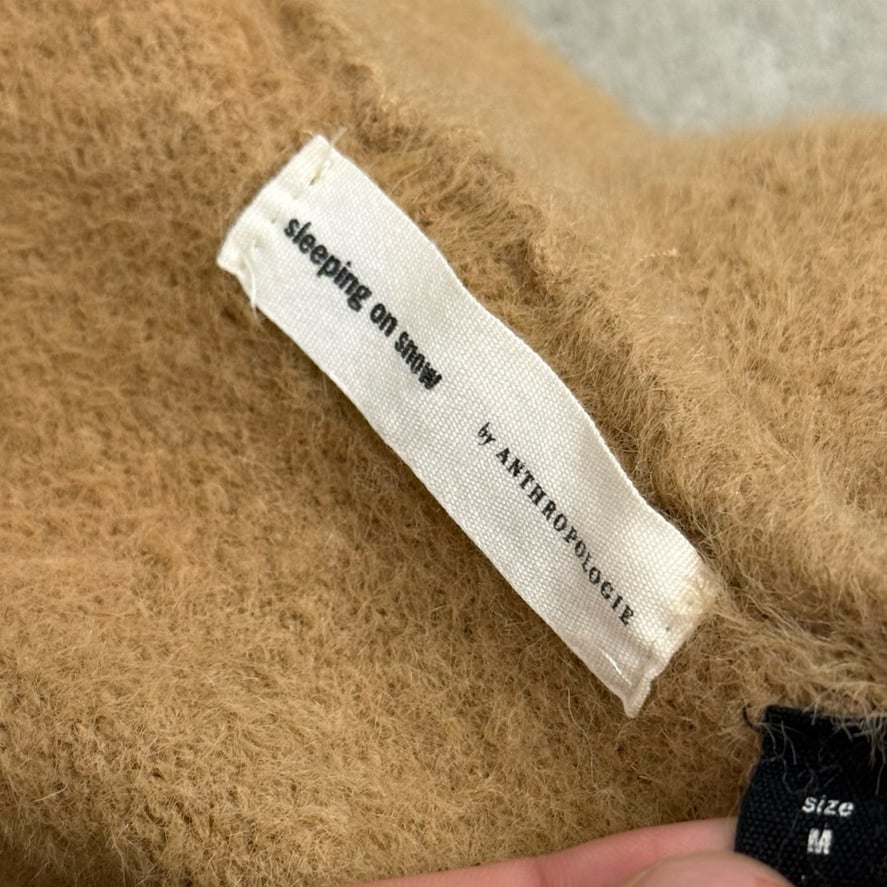 sleeping on snow
by ANTHROPOLOGIE
size
M